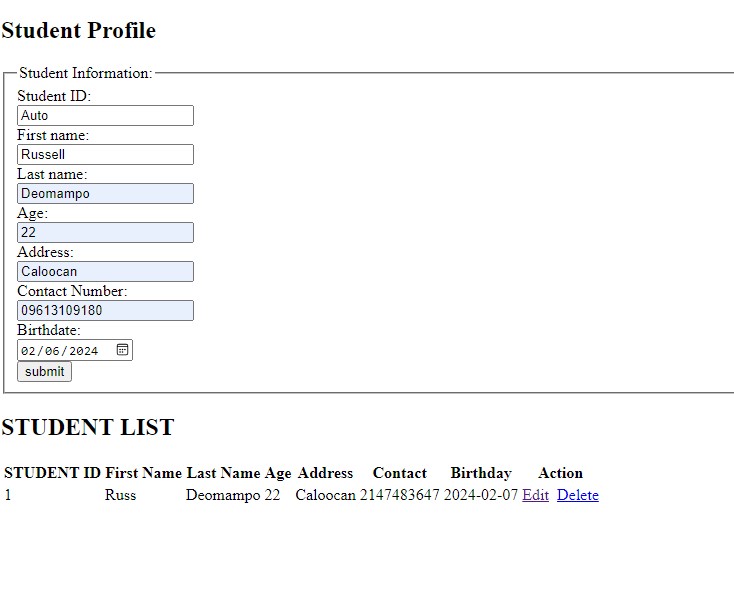 Student Profile
Student Information:
Student ID:
Auto
First name:
Russell
Last name:
Deomampo
Age:
22
Address:
Caloocan
Contact Number:
09613109180
Birthdate:
02/06/2024
submit
STUDENT LIST
STUDENT ID First Name Last Name Age Address Contact Birthday Action
1 Russ Deomampo 22 Caloocan 2147483647 2024-02-07 Edit Delete